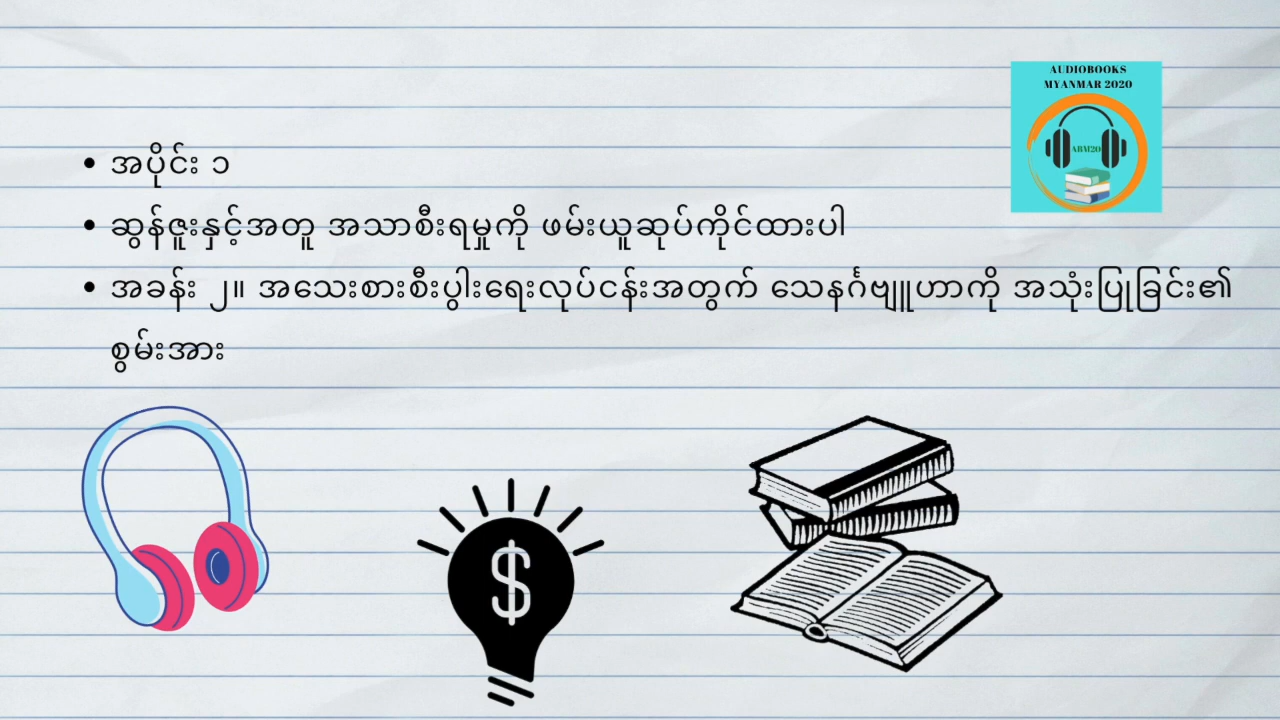 AUDIOBOOKS
MYANMAR 2020
ABM20
• အပိုင်း ၁
• ဆွန်ဇူးနှင့်အတူ အသာစီးရမှုကို ဖမ်းယူဆုပ်ကိုင်ထားပါ
• အခန်း ၂။ အသေးစားစီးပွါးရေးလုပ်ငန်းအတွက် သေနင်္ဂဗျူဟာကို အသုံးပြုခြင်း၏
စွမ်းအား
$